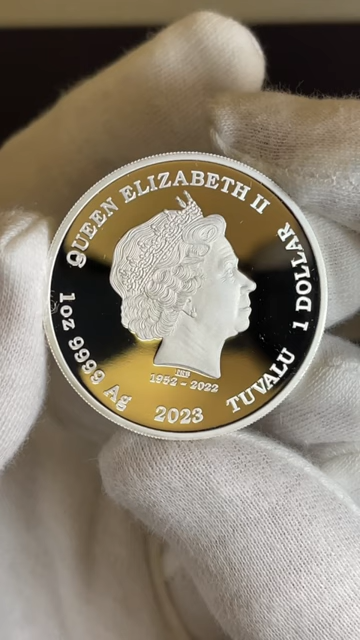 QUEEN ELIZABETH II
IRB
1952 - 2022
1oz 9999 Ag
2023
TUVALU 1 DOLLAR